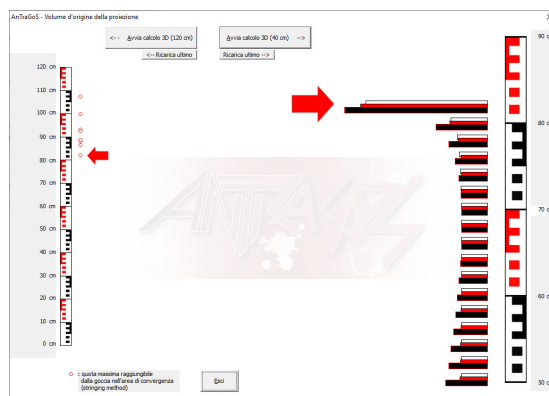 AnTraGoS - Volume d'origine della proiezione
<-- Avvia calcolo 3D (120 cm)
Avvia calcolo 3D (40 cm) -->
<-- Ricarica ultimo
Ricarica ultimo -->
120 cm
110 cm
100 cm
90 cm
80 cm
70 cm
60 cm
50 cm
40 cm
30 cm
20 cm
10 cm
0 cm
90 c
80 c
70 c
60 c
50 c
ANTRAGOS
: quota massima raggiungibile
dalla goccia nell'area di convergenza
(stringing method)
Esci